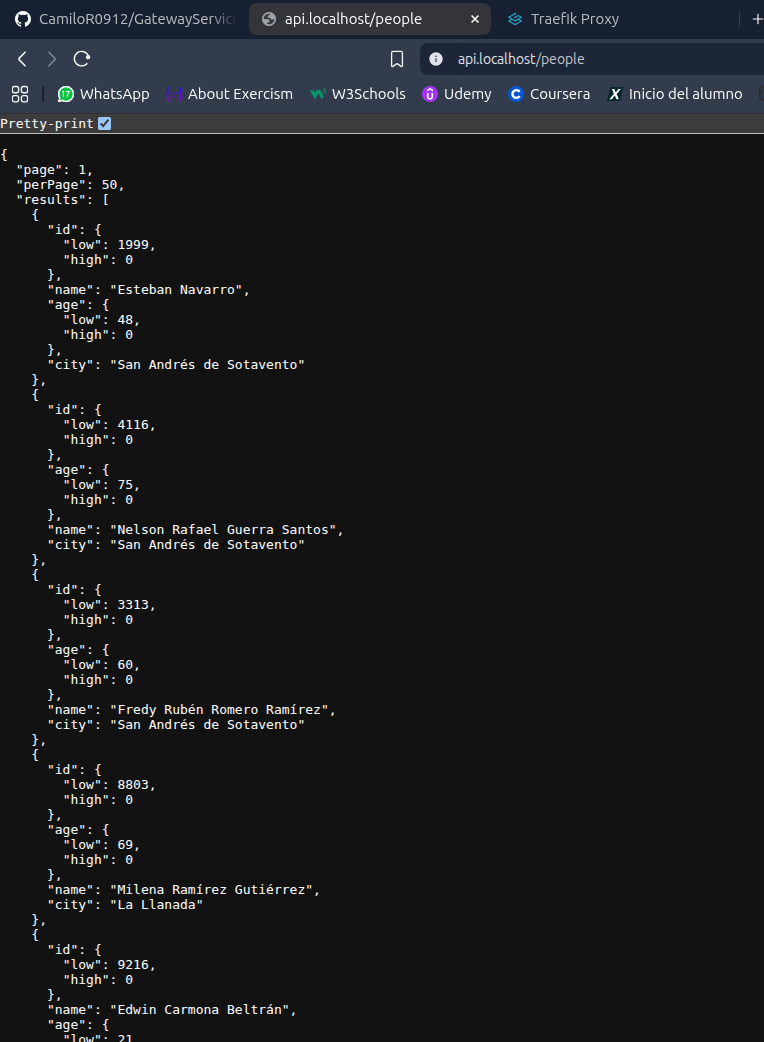 CamiloR0912/GatewayServici
api.localhost/people
Traefik Proxy
api.localhost/people
17 WhatsApp
About Exercism
W3Schools
Udemy
Coursera
Inicio del alumno
Pretty-print
{
  "page": 1,
  "perPage": 50,
  "results": [
    {
      "id": {
        "low": 1999,
        "high": 0
      },
      "name": "Esteban Navarro",
      "age": {
        "low": 48,
        "high": 0
      },
      "city": "San Andrés de Sotavento"
    },
    {
      "id": {
        "low": 4116,
        "high": 0
      },
      "age": {
        "low": 75,
        "high": 0
      },
      "name": "Nelson Rafael Guerra Santos",
      "city": "San Andrés de Sotavento"
    },
    {
      "id": {
        "low": 3313,
        "high": 0
      },
      "age": {
        "low": 60,
        "high": 0
      },
      "name": "Fredy Rubén Romero Ramírez",
      "city": "San Andrés de Sotavento"
    },
    {
      "id": {
        "low": 8803,
        "high": 0
      },
      "age": {
        "low": 69,
        "high": 0
      },
      "name": "Milena Ramírez Gutiérrez",
      "city": "La Llanada"
    },
    {
      "id": {
        "low": 9216,
        "high": 0
      },
      "name": "Edwin Carmona Beltrán",
      "age": {
        "low": 21